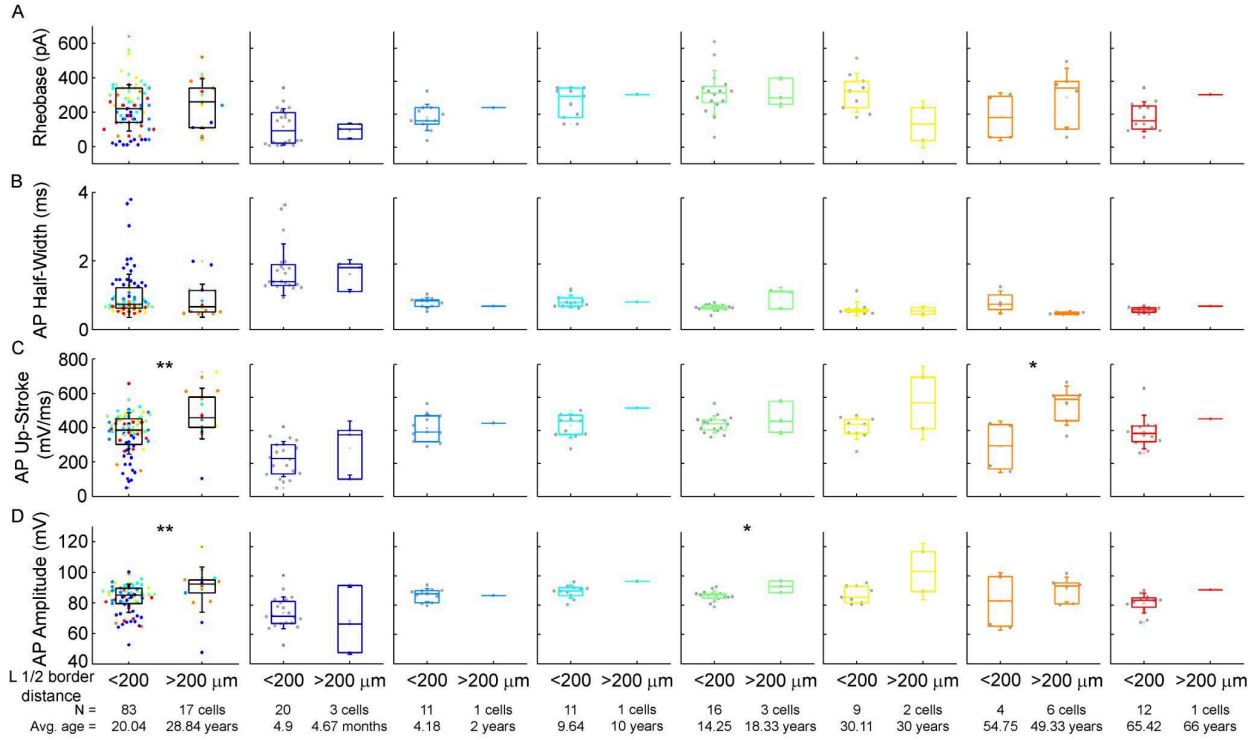 A
Rheobase (pA)
600
400
200
0
B
AP Half-Width (ms)
4
2
0
C
** *
AP Up-Stroke
(mV/ms)
800
600
400
200
0
D
** *
AP Amplitude (mV)
120
100
80
60
40
L 1/2 border
distance
<200 >200 μm <200 >200 μm <200 >200 μm <200 >200 μm <200 >200 μm <200 >200 μm <200 >200 μm <200 >200 μm
N = 83 17 cells 20 3 cells 11 1 cells 11 1 cells 16 3 cells 9 2 cells 4 6 cells 12 1 cells
Avg. age = 20.04 28.84 years 4.9 4.67 months 4.18 2 years 9.64 10 years 14.25 18.33 years 30.11 30 years 54.75 49.33 years 65.42 66 years